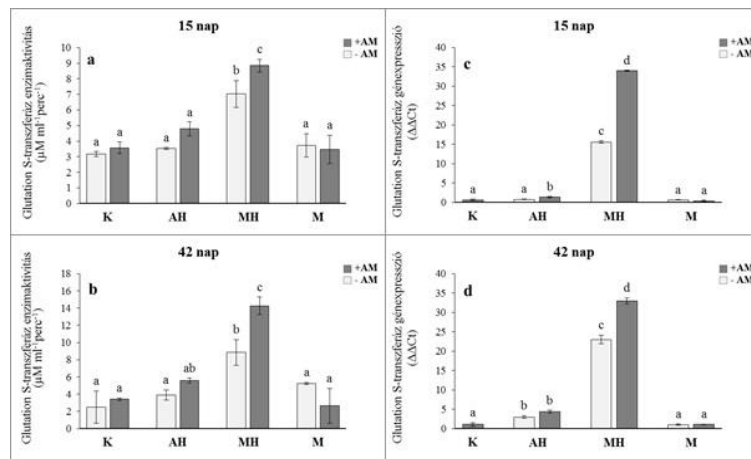 15 nap
a
+AM
- AM
Glutation S-transzferáz enzimaktivitás
(µM ml⁻¹perc⁻¹)
10
9
8
7
6
5
4
3
2
1
0
a a a a b c a a
K AH MH M
15 nap
c
+AM
- AM
Glutation S-transzferáz génexpresszió
(ΔΔCt)
40
35
30
25
20
15
10
5
0
a a b c d a a
K AH MH M
42 nap
b
+AM
- AM
Glutation S-transzferáz enzimaktivitás
(µM ml⁻¹perc⁻¹)
18
16
14
12
10
8
6
4
2
0
a a a ab b c a a
K AH MH M
42 nap
d
+AM
- AM
Glutation S-transzferáz génexpresszió
(ΔΔCt)
40
35
30
25
20
15
10
5
0
a b b c d a a
K AH MH M